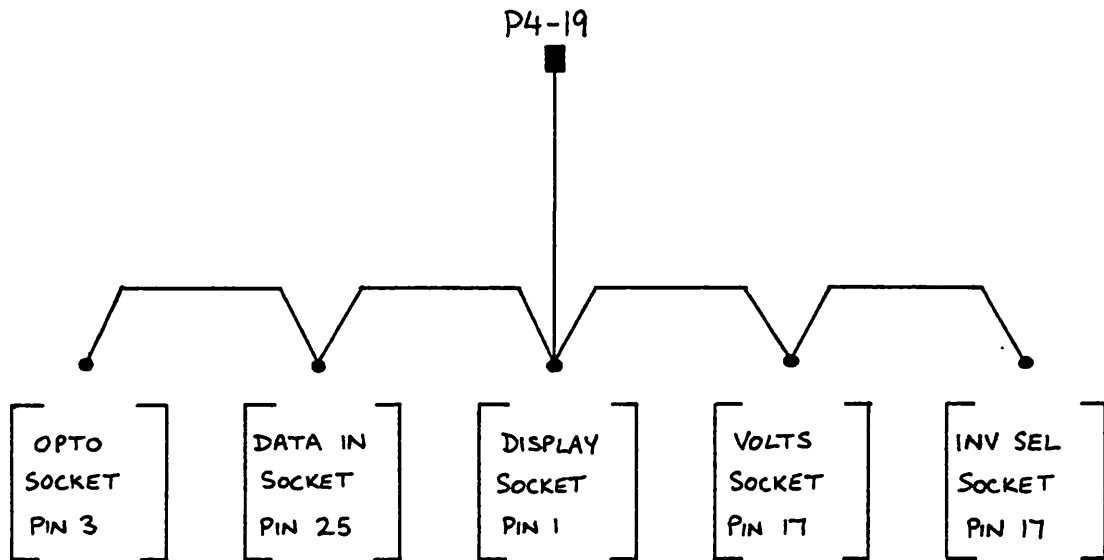 P4-19
OPTO
SOCKET
PIN 3
DATA IN
SOCKET
PIN 25
DISPLAY
SOCKET
PIN 1
VOLTS
SOCKET
PIN 17
INV SEL
SOCKET
PIN 17